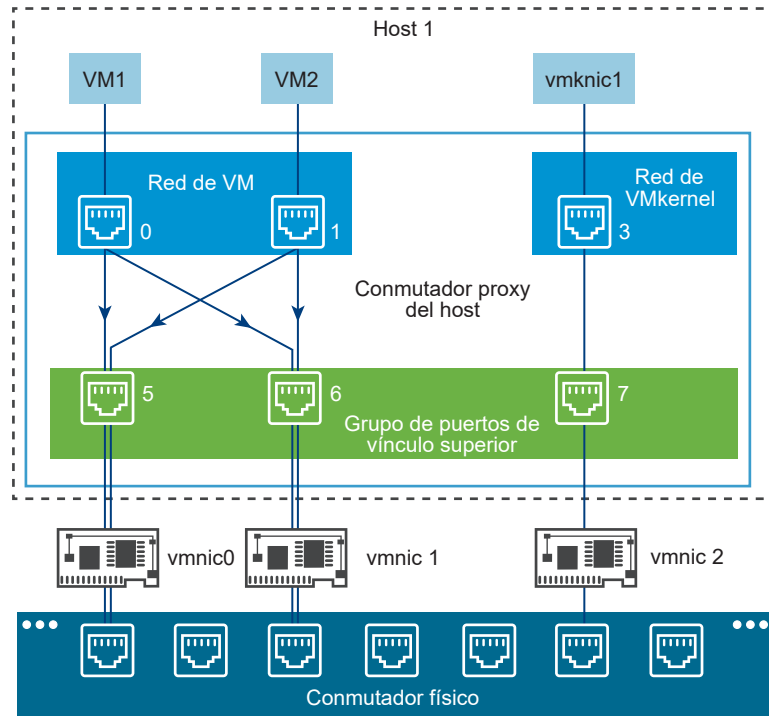 Host 1
VM1
VM2
vmknic1
Red de VM
Red de
VMkernel
0
1
3
Conmutador proxy
del host
5
6
7
Grupo de puertos de
vínculo superior
vmnic0
vmnic 1
vmnic 2
Conmutador físico